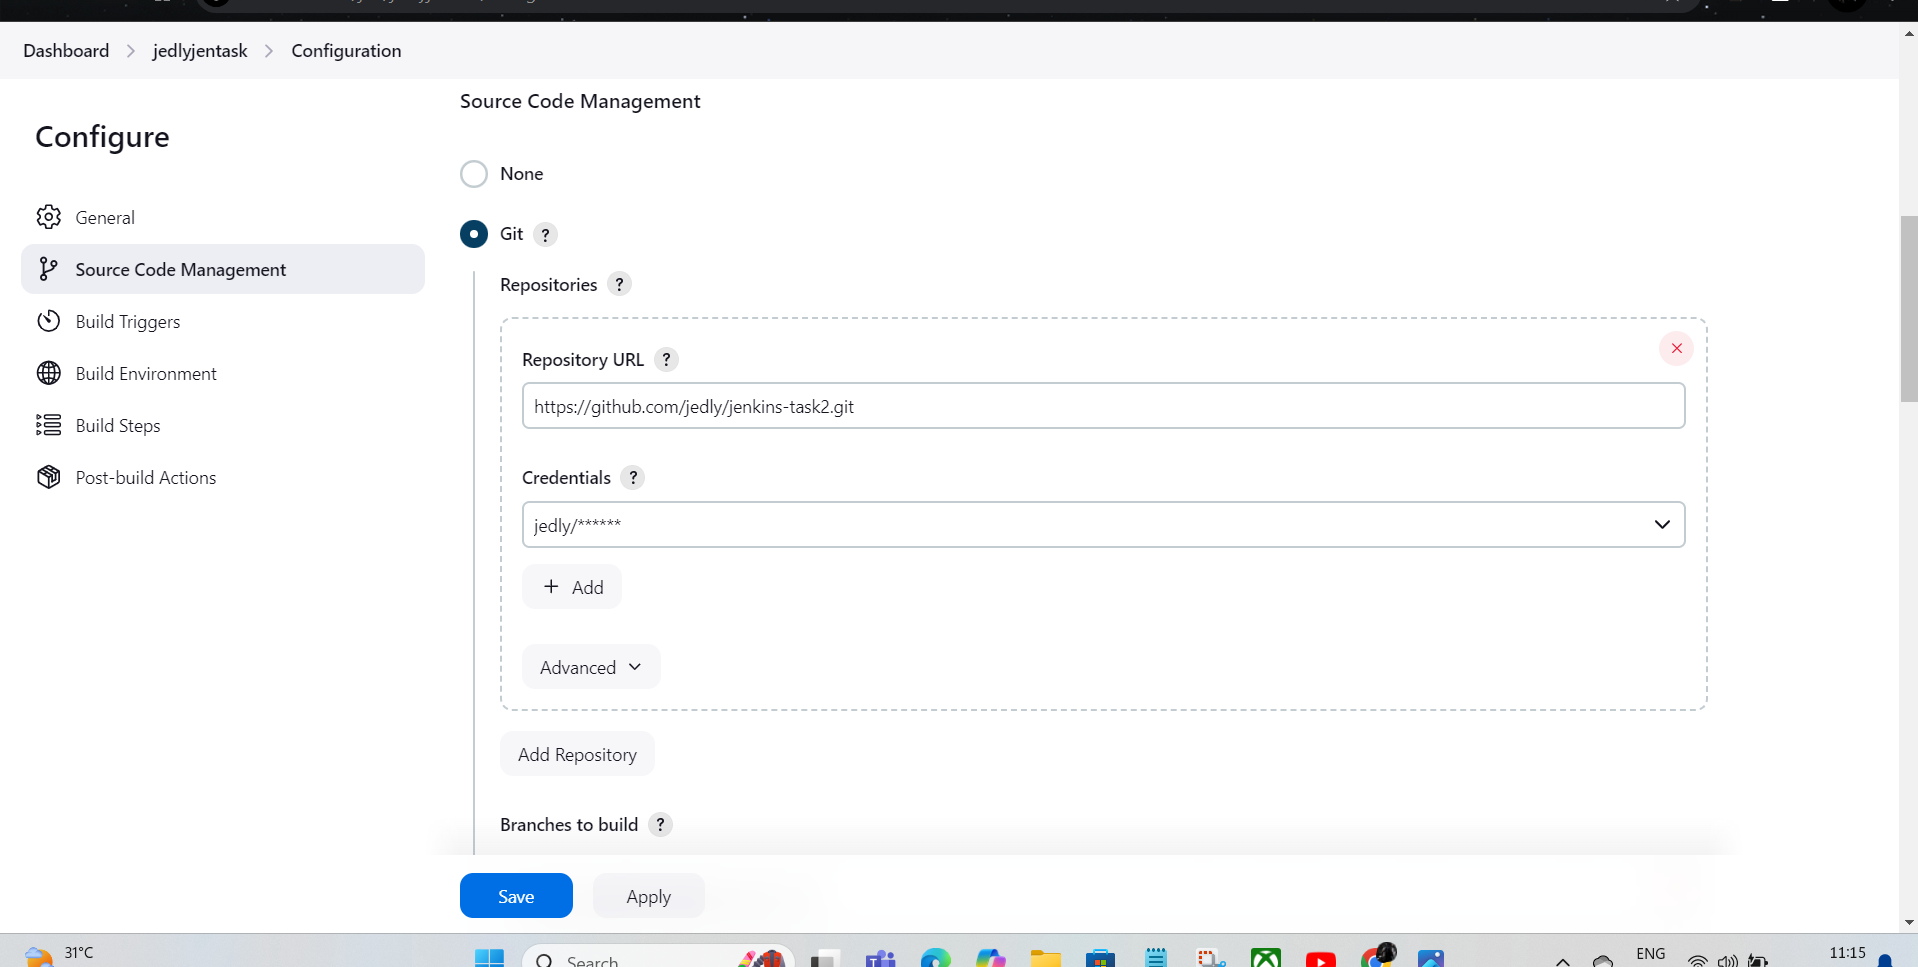 Dashboard > jedlyjentask > Configuration
Source Code Management
Configure
None
General
Git ?
Source Code Management
Repositories ?
Build Triggers
Repository URL ?
Build Environment
https://github.com/jedly/jenkins-task2.git
Build Steps
Credentials ?
Post-build Actions
jedly/******
+ Add
Advanced
Add Repository
Branches to build ?
Save
Apply
31°C
Search
ENG
11:15